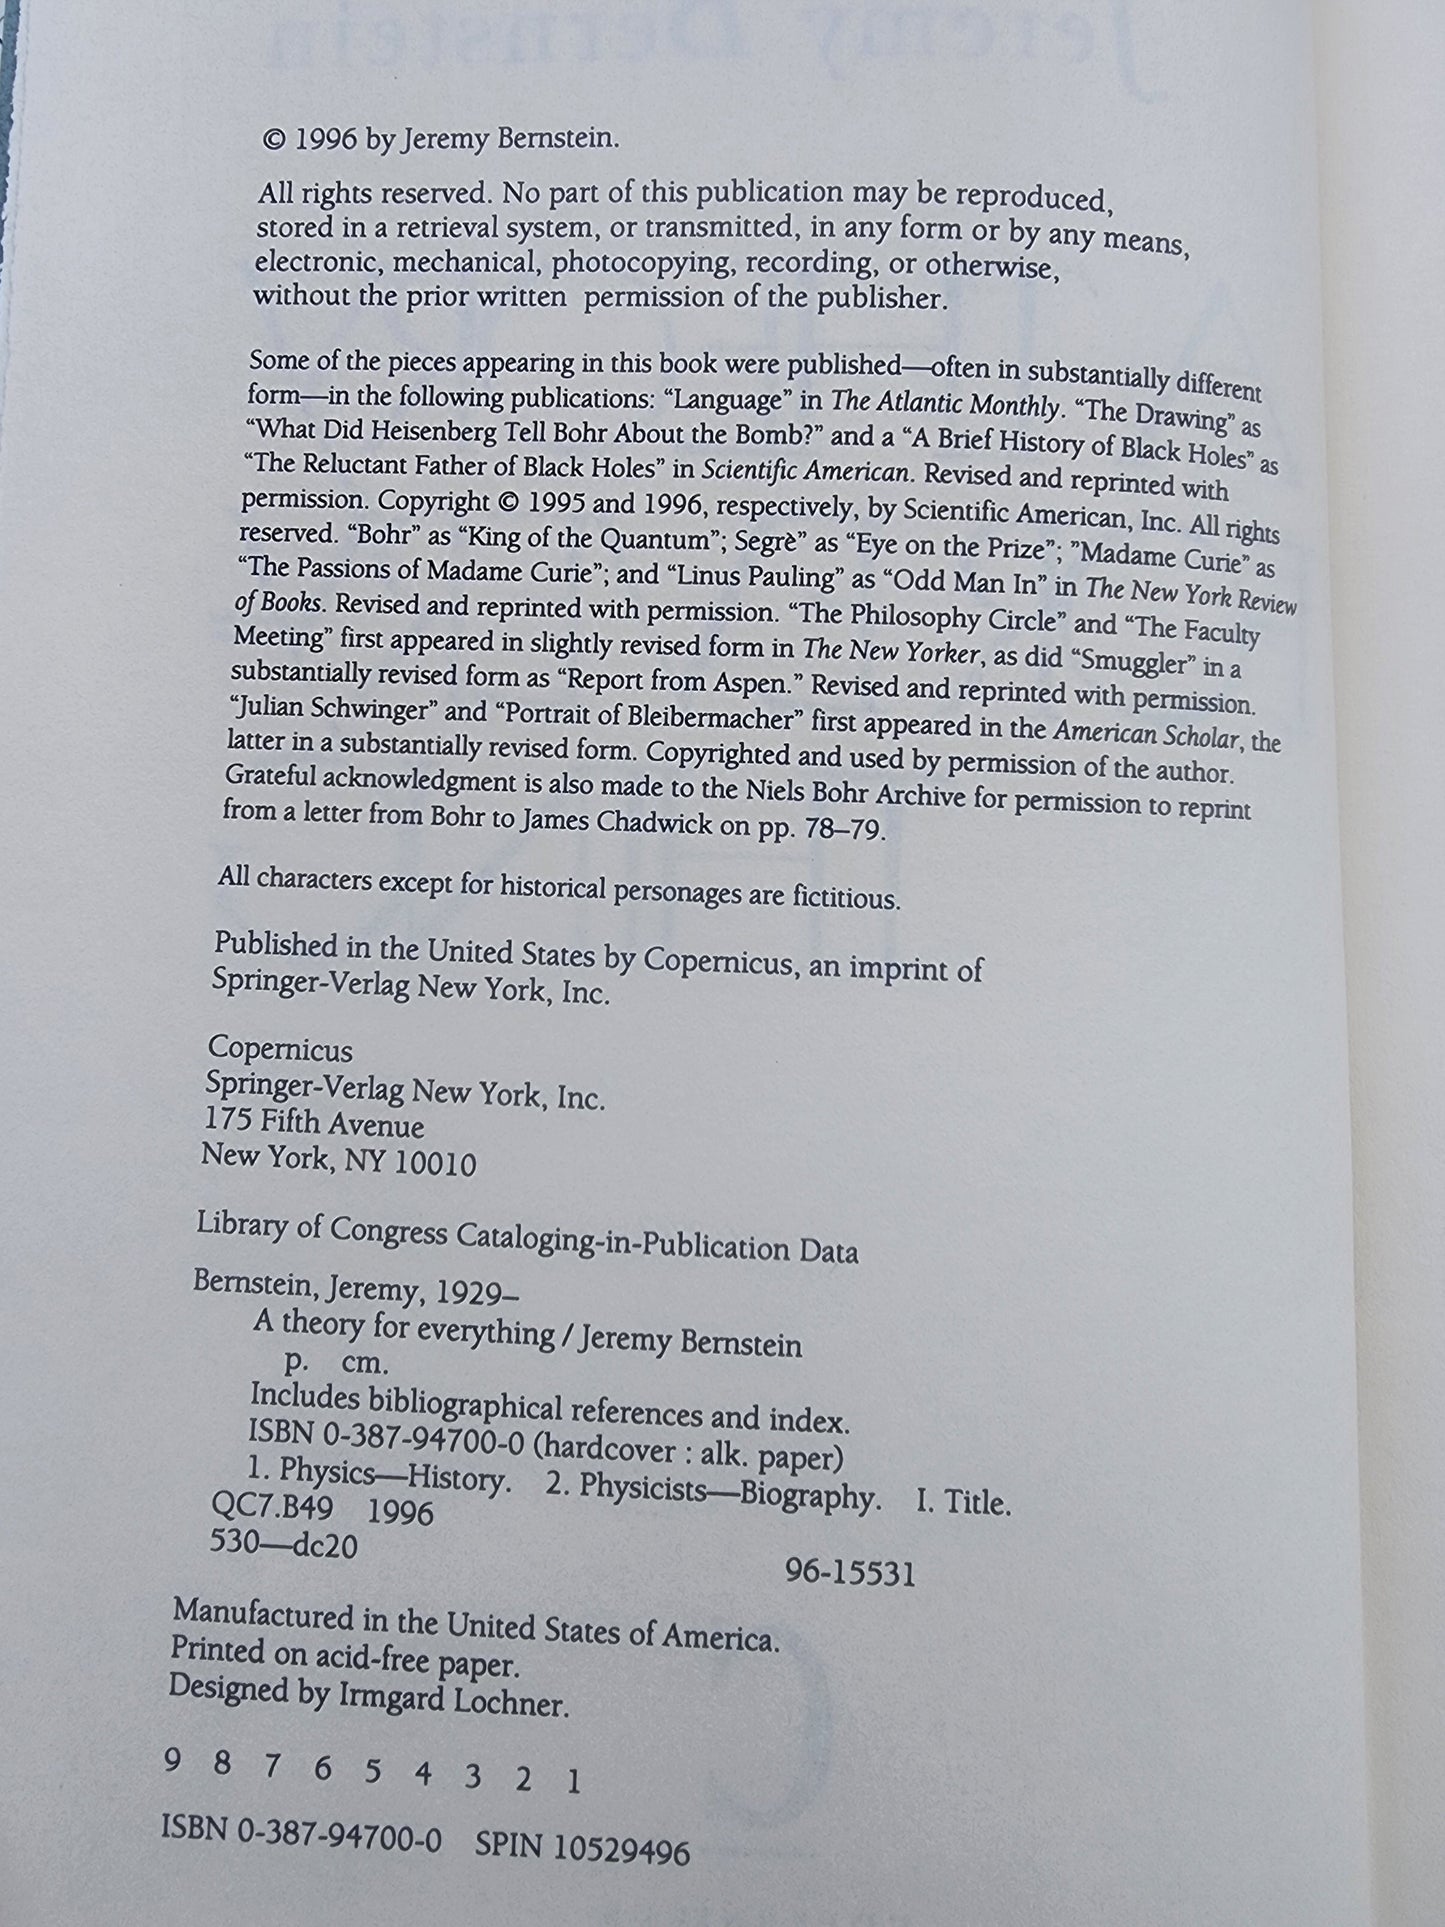 © 1996 by Jeremy Bernstein.
All rights reserved. No part of this publication may be reproduced,
stored in a retrieval system, or transmitted, in any form or by any means,
electronic, mechanical, photocopying, recording, or otherwise,
without the prior written permission of the publisher.
Some of the pieces appearing in this book were published—often in substantially different
form—in the following publications: “Language” in The Atlantic Monthly. “The Drawing” as
“What Did Heisenberg Tell Bohr About the Bomb?” and a “A Brief History of Black Holes” as
“The Reluctant Father of Black Holes” in Scientific American. Revised and reprinted with
permission. Copyright © 1995 and 1996, respectively, by Scientific American, Inc. All rights
reserved. “Bohr” as “King of the Quantum”; Segrè” as “Eye on the Prize”; ”Madame Curie” as
“The Passions of Madame Curie”; and “Linus Pauling” as “Odd Man In” in The New York Review
of Books. Revised and reprinted with permission. “The Philosophy Circle” and “The Faculty
Meeting” first appeared in slightly revised form in The New Yorker, as did “Smuggler” in a
substantially revised form as “Report from Aspen.” Revised and reprinted with permission.
“Julian Schwinger” and “Portrait of Bleibermacher” first appeared in the American Scholar, the
latter in a substantially revised form. Copyrighted and used by permission of the author.
Grateful acknowledgment is also made to the Niels Bohr Archive for permission to reprint
from a letter from Bohr to James Chadwick on pp. 78–79.
All characters except for historical personages are fictitious.
Published in the United States by Copernicus, an imprint of
Springer-Verlag New York, Inc.
Copernicus
Springer-Verlag New York, Inc.
175 Fifth Avenue
New York, NY 10010
Library of Congress Cataloging-in-Publication Data
Bernstein, Jeremy, 1929–
A theory for everything / Jeremy Bernstein
p. cm.
Includes bibliographical references and index.
ISBN 0-387-94700-0 (hardcover : alk. paper)
1. Physics—History. 2. Physicists—Biography. I. Title.
QC7.B49 1996
530—dc20 96-15531
Manufactured in the United States of America.
Printed on acid-free paper.
Designed by Irmgard Lochner.
9 8 7 6 5 4 3 2 1
ISBN 0-387-94700-0 SPIN 10529496